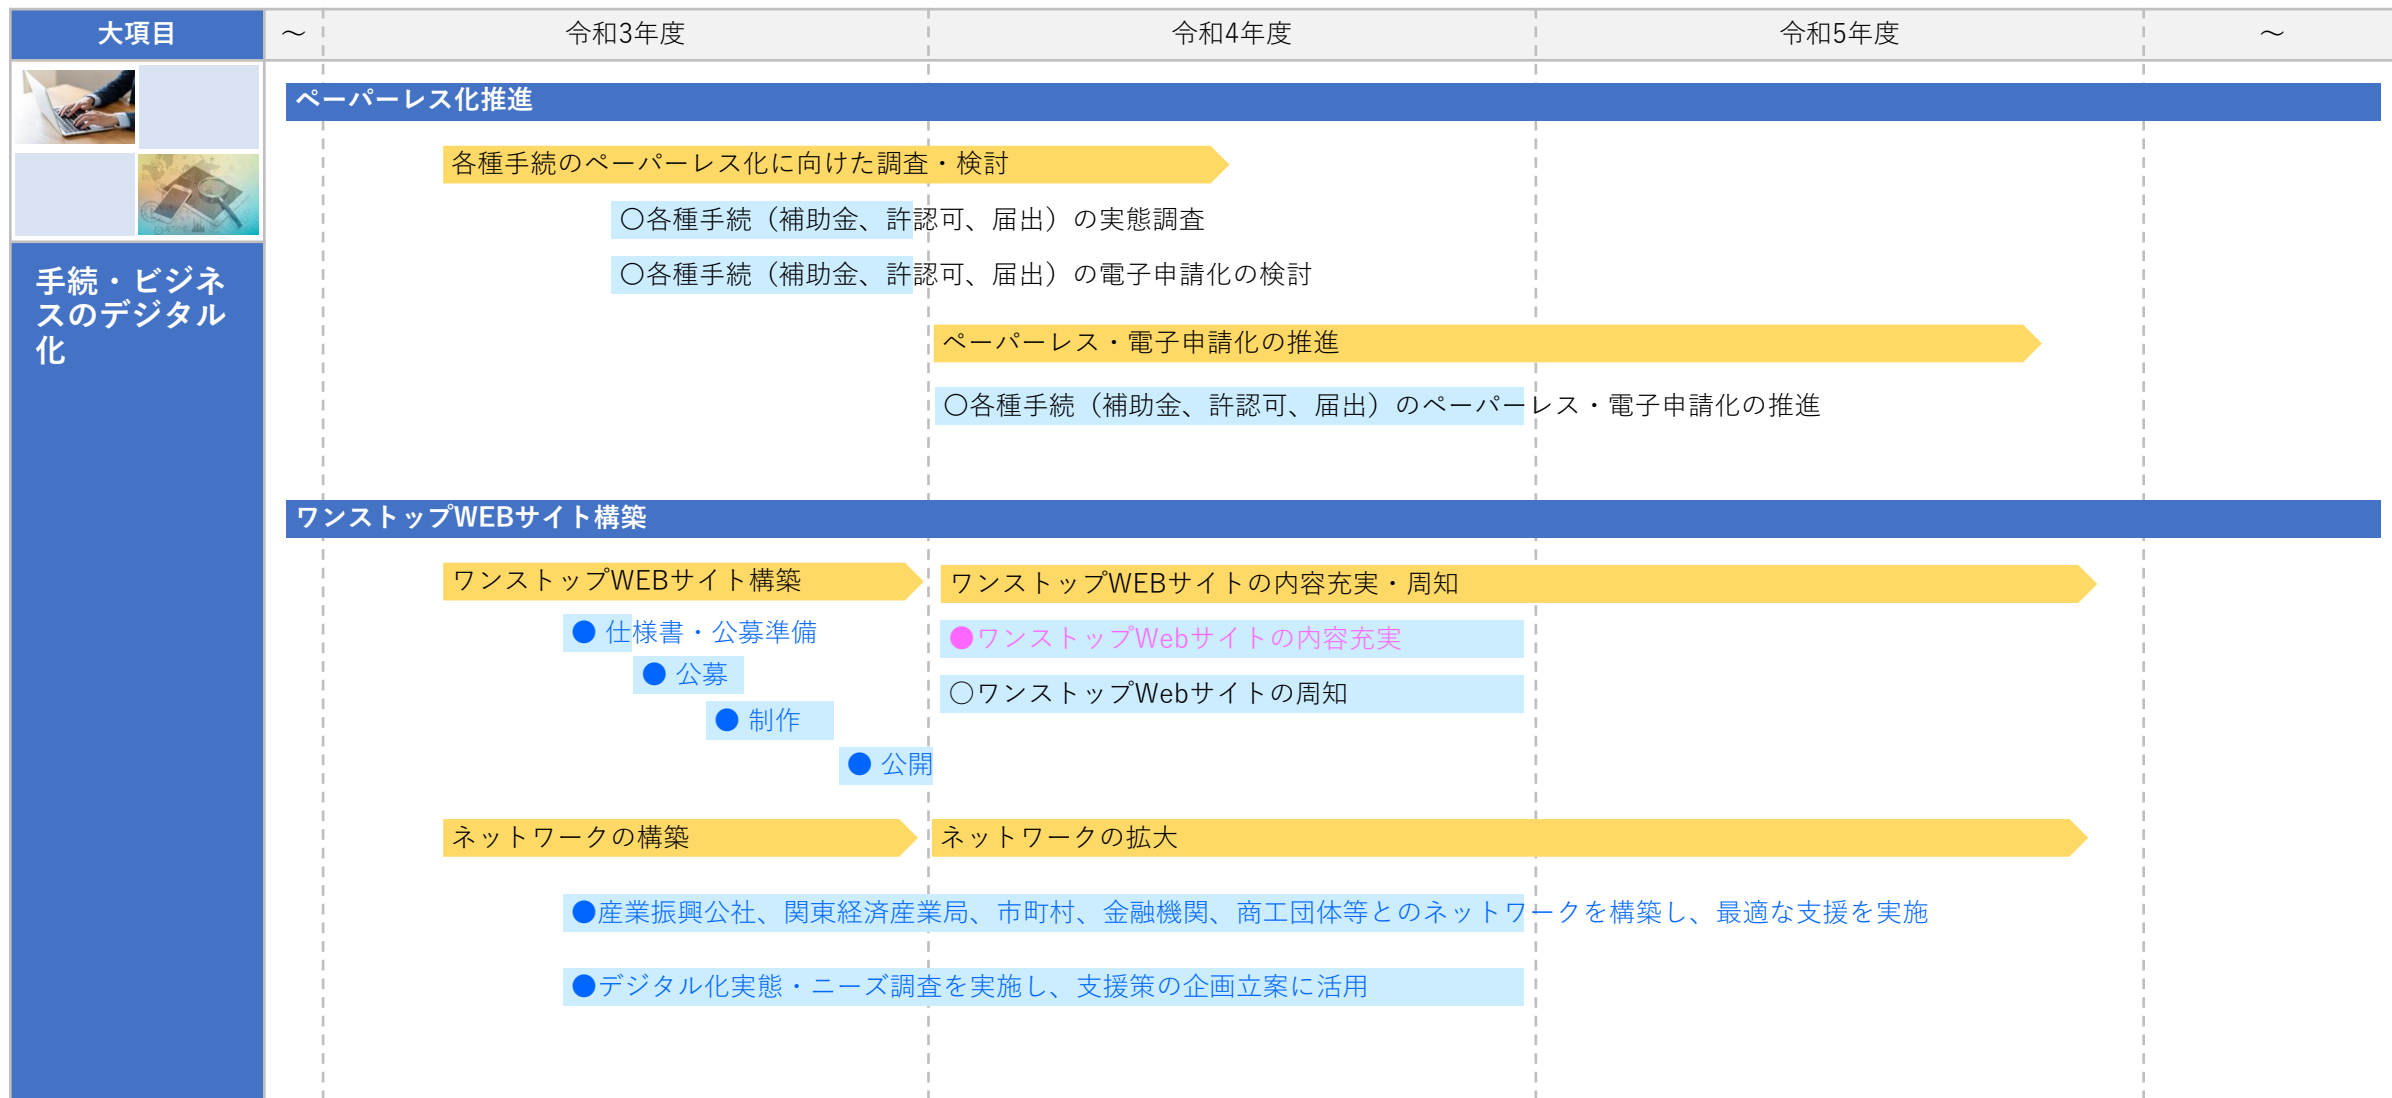 大項目
～
令和3年度
令和4年度
令和5年度
～
手続・ビジネ
スのデジタル
化
ペーパーレス化推進
各種手続のペーパーレス化に向けた調査・検討
○各種手続（補助金、許認可、届出）の実態調査
○各種手続（補助金、許認可、届出）の電子申請化の検討
ペーパーレス・電子申請化の推進
○各種手続（補助金、許認可、届出）のペーパーレス・電子申請化の推進
ワンストップWEBサイト構築
ワンストップWEBサイト構築
ワンストップWEBサイトの内容充実・周知
● 仕様書・公募準備
● 公募
● 制作
● 公開
●ワンストップWebサイトの内容充実
○ワンストップWebサイトの周知
ネットワークの構築
ネットワークの拡大
●産業振興公社、関東経済産業局、市町村、金融機関、商工団体等とのネットワークを構築し、最適な支援を実施
●デジタル化実態・ニーズ調査を実施し、支援策の企画立案に活用